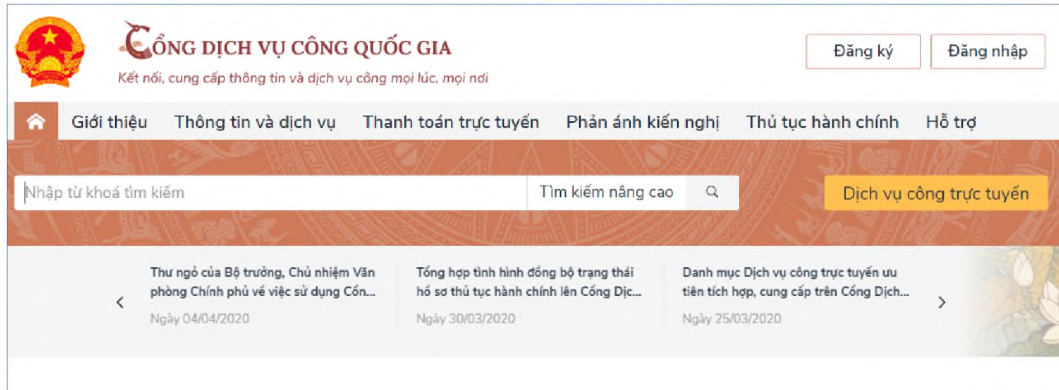 CỔNG DỊCH VỤ CÔNG QUỐC GIA
Kết nối, cung cấp thông tin và dịch vụ công mọi lúc, mọi nơi
Đăng ký
Đăng nhập
Giới thiệu
Thông tin và dịch vụ
Thanh toán trực tuyến
Phản ánh kiến nghị
Thủ tục hành chính
Hỗ trợ
Nhập từ khoá tìm kiếm
Tìm kiếm nâng cao
Dịch vụ công trực tuyến
Thư ngỏ của Bộ trưởng, Chủ nhiệm Văn
phòng Chính phủ về việc sử dụng Cổn...
Ngày 04/04/2020
Tổng hợp tình hình đồng bộ trạng thái
hồ sơ thủ tục hành chính lên Cổng Dịc...
Ngày 30/03/2020
Danh mục Dịch vụ công trực tuyến ưu
tiên tích hợp, cung cấp trên Cổng Dịch...
Ngày 25/03/2020